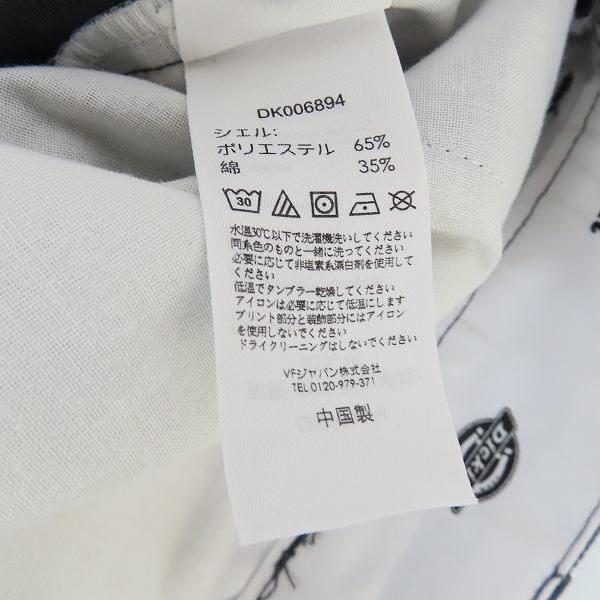 DK006894
シェル:
ポリエステル 65%
綿 35%
30
水温30℃以下で洗濯機洗いしてください
同系色のものと一緒に洗ってください
必要に応じて非塩素系漂白剤を使用して
ください
低温でタンブラー乾燥してください
アイロンは必要に応じて低温にします
プリント部分と装飾部分にはアイロン
を使用しないでください
ドライクリーニングはしないでください
VFジャパン株式会社
TEL 0120-979-371
中国製